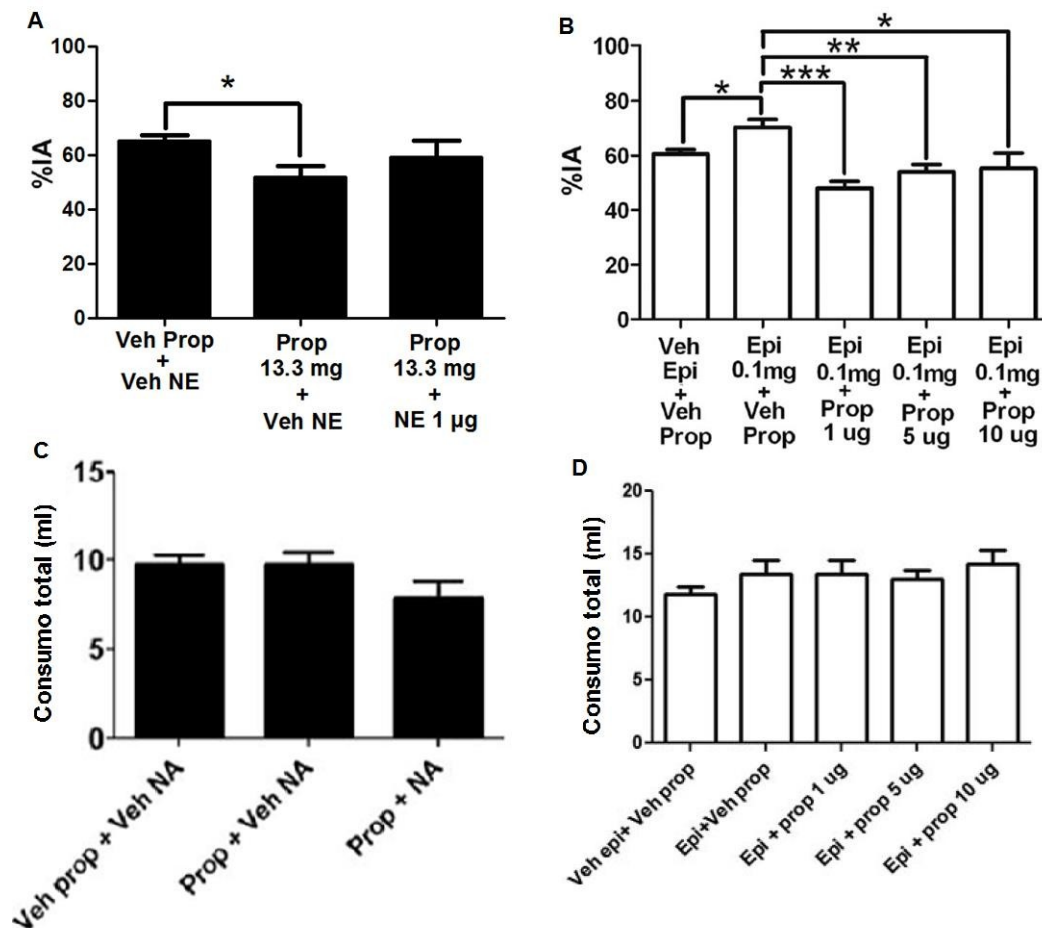 A
%IA
100
80
60
40
20
0
*
Veh Prop
+
Veh NE
Prop
13.3 mg
+
Veh NE
Prop
13.3 mg
+
NE 1 µg
B
%IA
100
80
60
40
20
0
*
***
**
*
Veh
Epi
+
Veh
Prop
Epi
0.1mg
+
Veh
Prop
Epi
0.1mg
+
Prop
1 ug
Epi
0.1mg
+
Prop
5 ug
Epi
0.1mg
+
Prop
10 ug
C
Consumo total (ml)
15
10
5
0
Veh prop + Veh NA
Prop + Veh NA
Prop + NA
D
Consumo total (ml)
20
15
10
5
0
Veh epi+ Veh prop
Epi+Veh prop
Epi + prop 1 ug
Epi + prop 5 ug
Epi + prop 10 ug